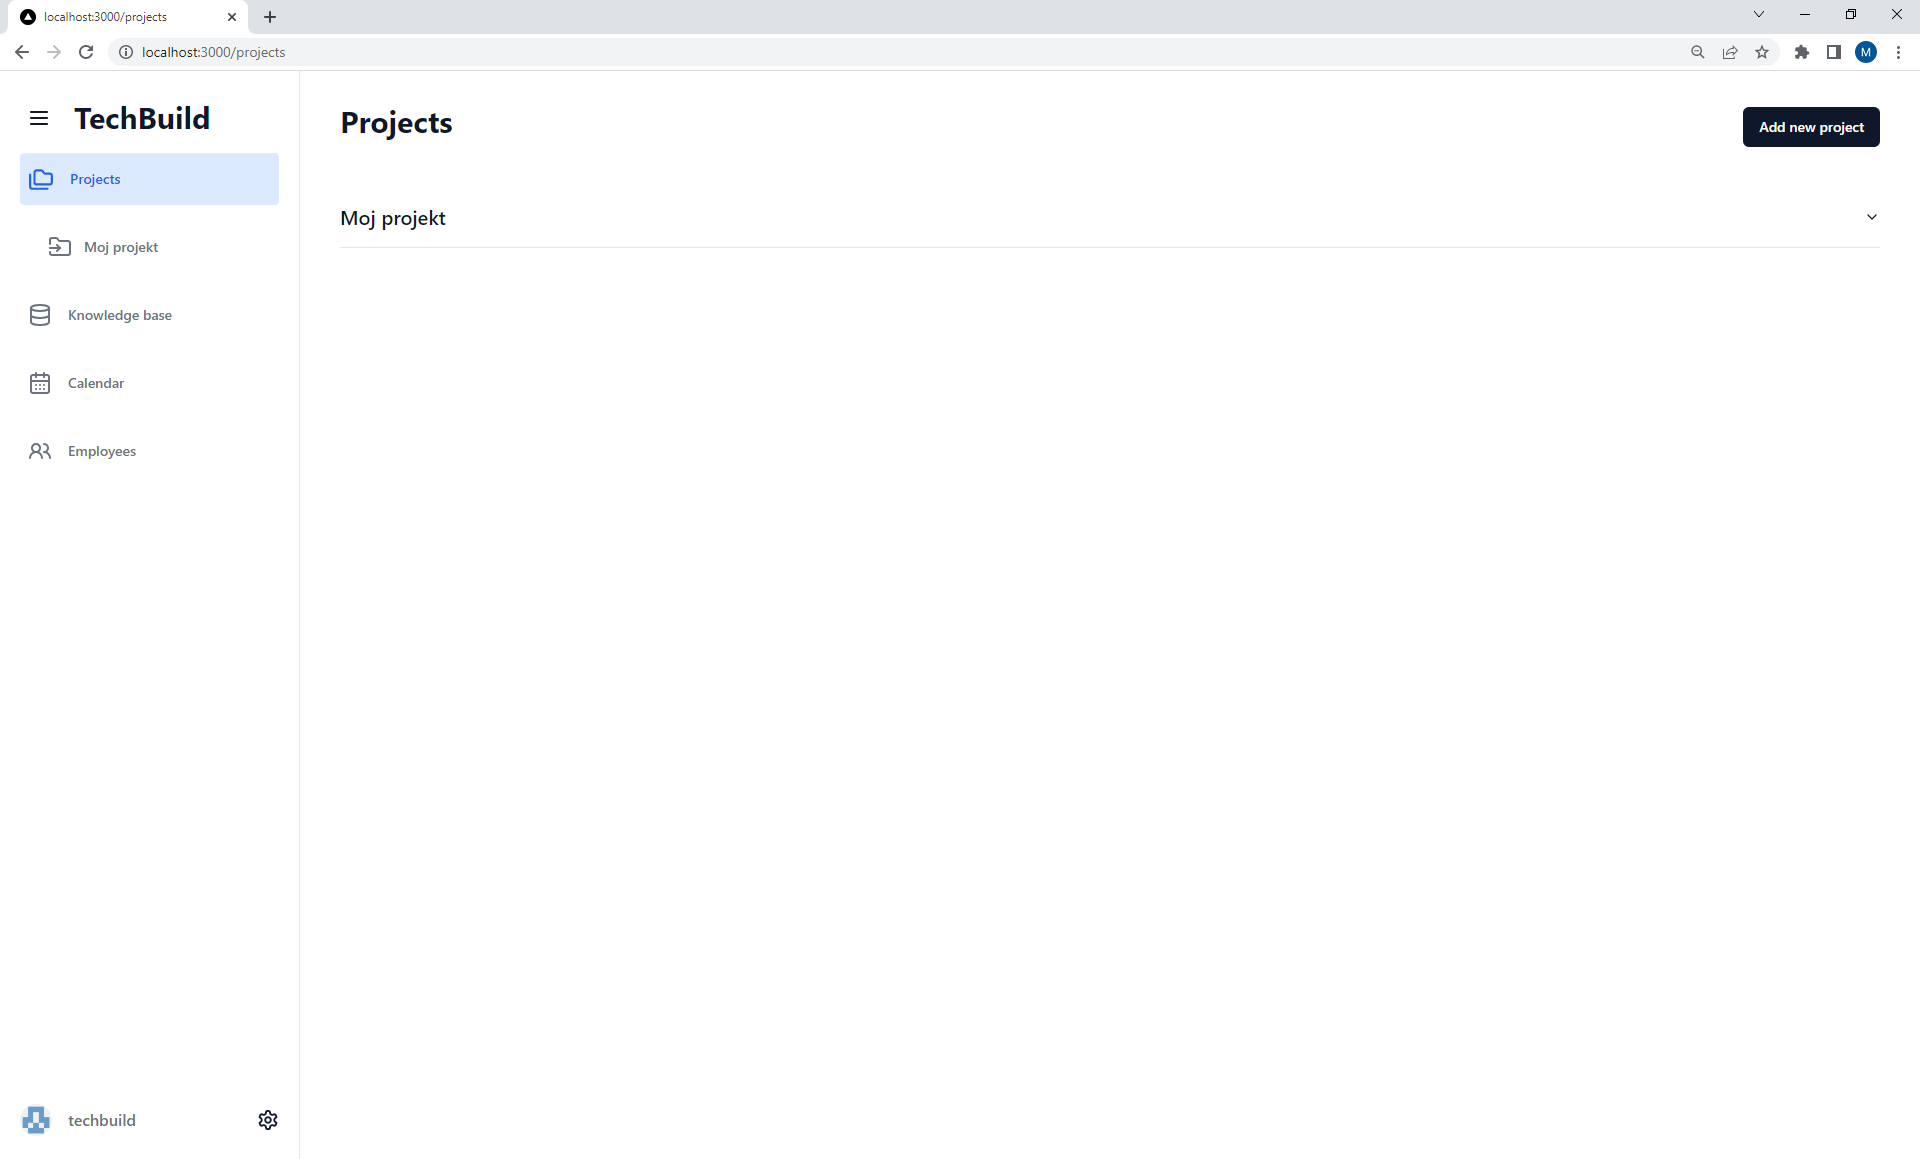 localhost:3000/projects
localhost:3000/projects
M
TechBuild
Projects
Moj projekt
Knowledge base
Calendar
Employees
techbuild
Projects
Add new project
Moj projekt